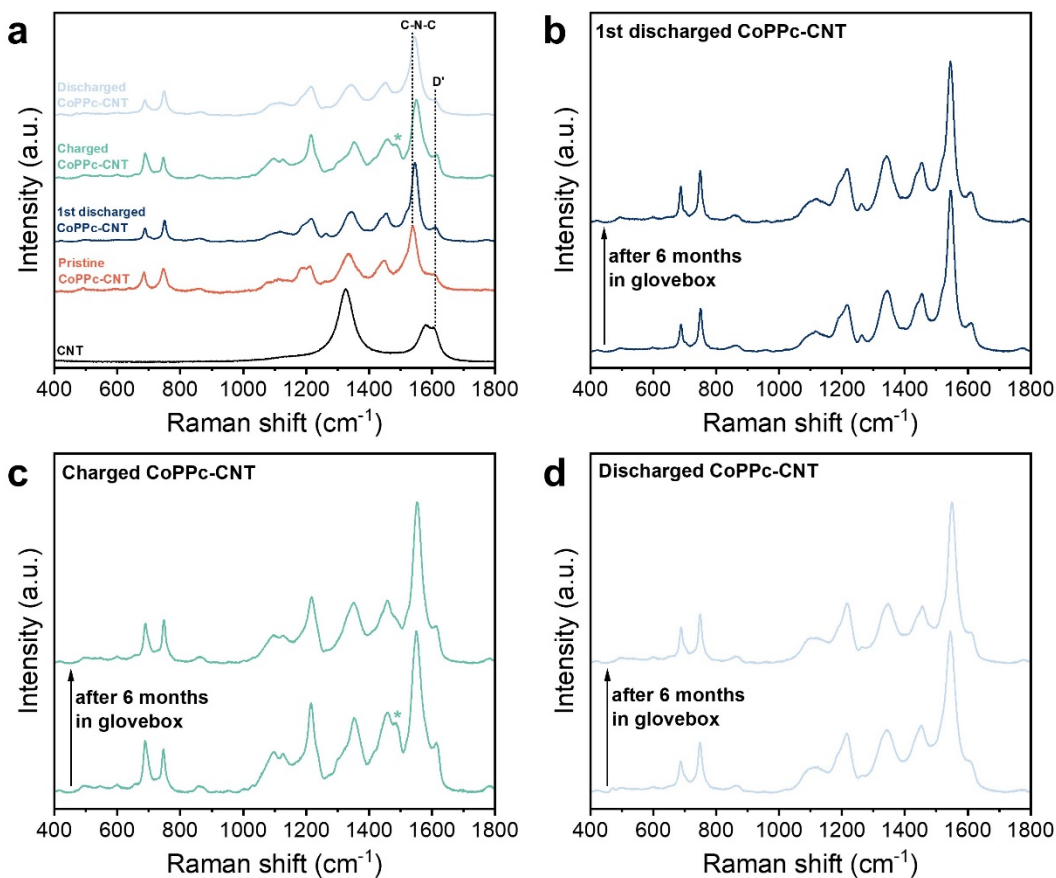 a
C-N-C
D'
Discharged
CoPPc-CNT
Charged
CoPPc-CNT
*
1st discharged
CoPPc-CNT
Pristine
CoPPc-CNT
CNT
Intensity (a.u.)
400 600 800 1000 1200 1400 1600 1800
Raman shift (cm⁻¹)
b
1st discharged CoPPc-CNT
after 6 months
in glovebox
Intensity (a.u.)
400 600 800 1000 1200 1400 1600 1800
Raman shift (cm⁻¹)
c
Charged CoPPc-CNT
after 6 months
in glovebox
*
Intensity (a.u.)
400 600 800 1000 1200 1400 1600 1800
Raman shift (cm⁻¹)
d
Discharged CoPPc-CNT
after 6 months
in glovebox
Intensity (a.u.)
400 600 800 1000 1200 1400 1600 1800
Raman shift (cm⁻¹)